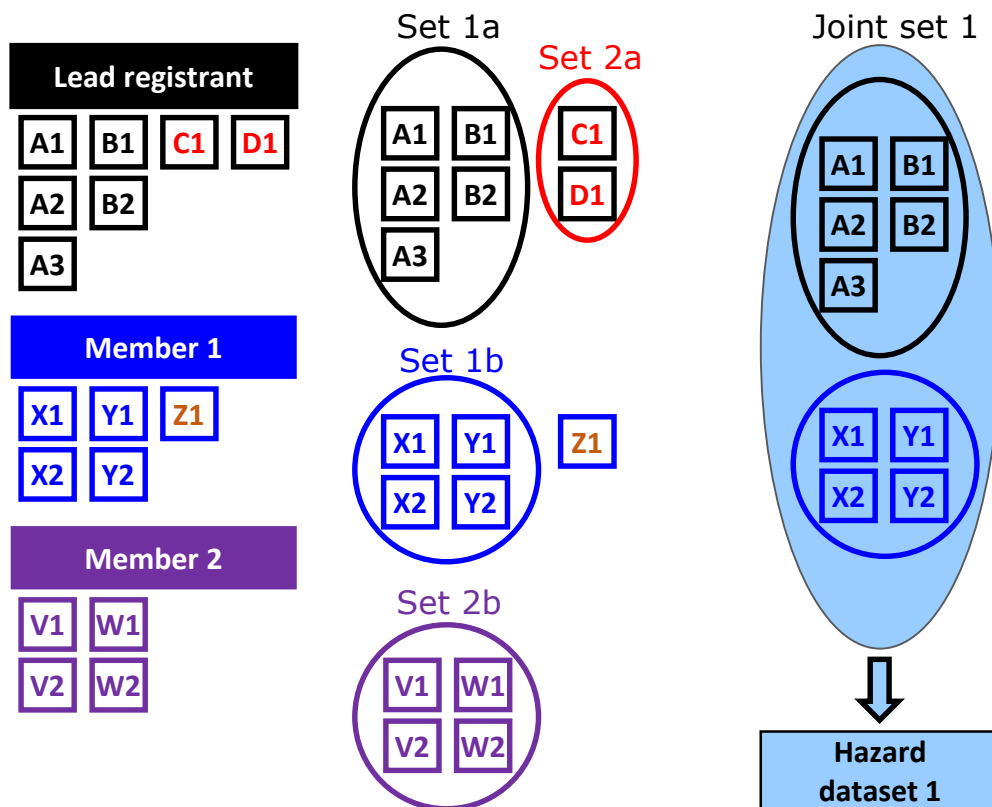 Set 1a
Joint set 1
Set 2a
Lead registrant
A1 B1 C1 D1
A2 B2
A3
A1 B1
A2 B2
A3
C1
D1
A1 B1
A2 B2
A3
Member 1
X1 Y1 Z1
X2 Y2
Set 1b
X1 Y1
X2 Y2
Z1
X1 Y1
X2 Y2
Member 2
V1 W1
V2 W2
Set 2b
V1 W1
V2 W2
Hazard
dataset 1